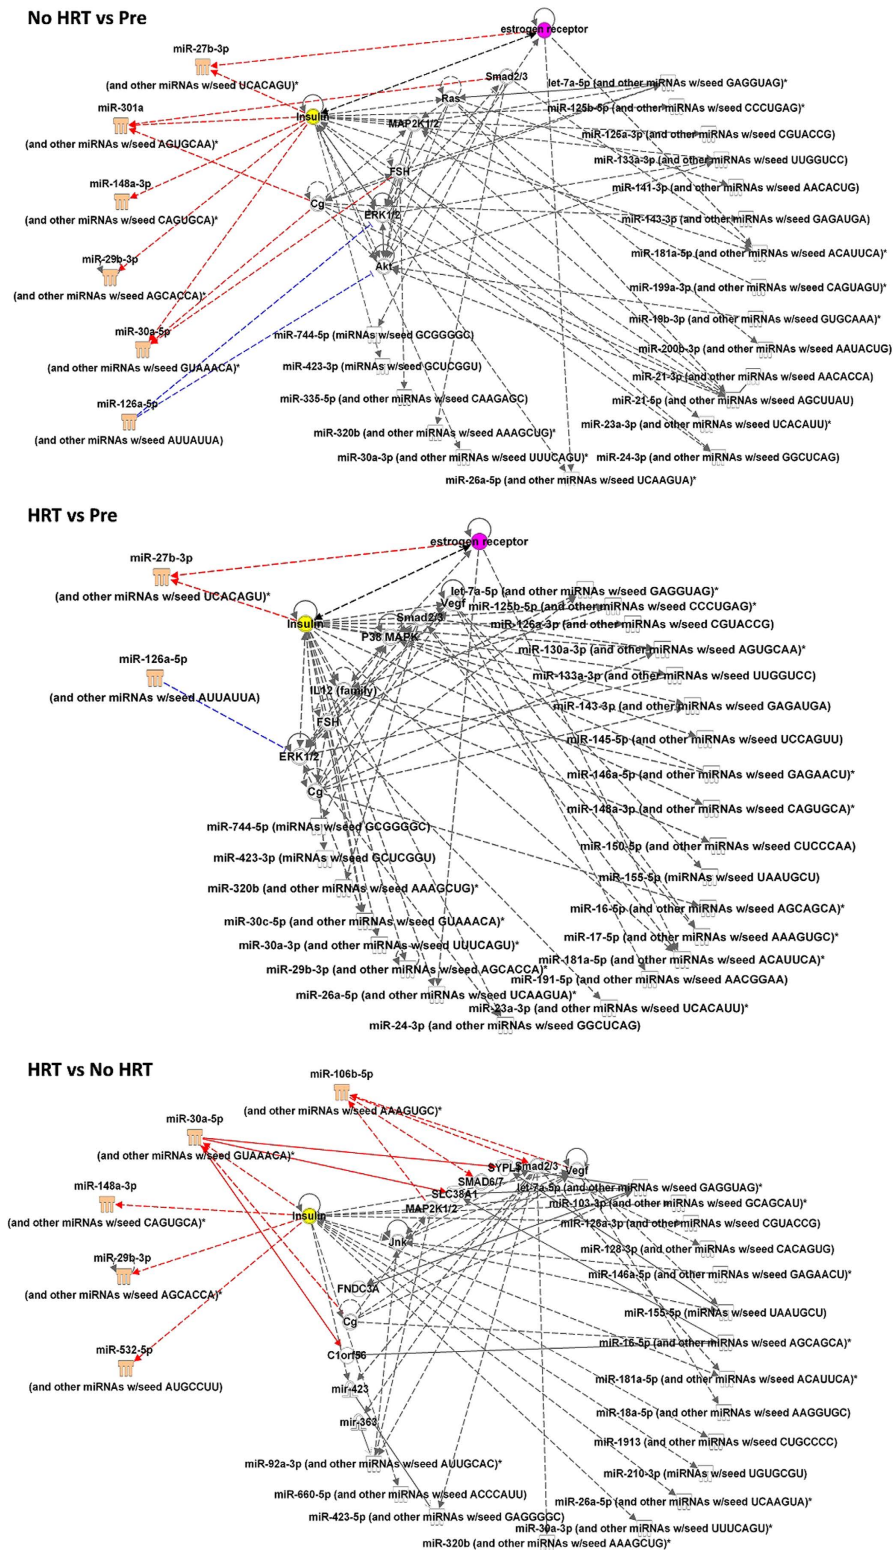 No HRT vs Pre
estrogen receptor
miR-27b-3p
(and other miRNAs w/seed UCACAGU)*
Smad2/3
let-7a-5p (and other miRNAs w/seed GAGGUAG)*
Ras
miR-301a
Insulin
miR-125b-5p (and other miRNAs w/seed CCCUGAG)*
MAP2K1/2
miR-126a-3p (and other miRNAs w/seed CGUACCG)
(and other miRNAs w/seed AGUGCAA)*
miR-133a-3p (and other miRNAs w/seed UUGGUCC)
FSH
miR-148a-3p
miR-141-3p (and other miRNAs w/seed AACACUG)
Cg
(and other miRNAs w/seed CAGUGCA)*
ERK1/2
miR-143-3p (and other miRNAs w/seed GAGAUGA)
miR-181a-5p (and other miRNAs w/seed ACAUUCA)*
miR-29b-3p
Akt
(and other miRNAs w/seed AGCACCA)*
miR-199a-3p (and other miRNAs w/seed CAGUAGU)*
miR-19b-3p (and other miRNAs w/seed GUGCAAA)*
miR-30a-5p
miR-744-5p (miRNAs w/seed GCGGGGC)
miR-200b-3p (and other miRNAs w/seed AAUACUG)
(and other miRNAs w/seed GUAAACA)*
miR-423-3p (miRNAs w/seed GCUCGGU)
miR-21-3p (and other miRNAs w/seed AACACCA)
miR-335-5p (and other miRNAs w/seed CAAGAGC)
miR-21-5p (and other miRNAs w/seed AGCUUAU)
miR-126a-5p
miR-23a-3p (and other miRNAs w/seed UCACAUU)*
(and other miRNAs w/seed AUUAUUA)
miR-320b (and other miRNAs w/seed AAAGCUG)*
miR-30a-3p (and other miRNAs w/seed UUUCAGU)*
miR-24-3p (and other miRNAs w/seed GGCUCAG)
miR-26a-5p (and other miRNAs w/seed UCAAGUA)*
HRT vs Pre
estrogen receptor
miR-27b-3p
(and other miRNAs w/seed UCACAGU)*
let-7a-5p (and other miRNAs w/seed GAGGUAG)*
Vegf
miR-125b-5p (and other miRNAs w/seed CCCUGAG)*
Smad2/3
Insulin
miR-126a-3p (and other miRNAs w/seed CGUACCG)
P38 MAPK
miR-130a-3p (and other miRNAs w/seed AGUGCAA)*
miR-126a-5p
miR-133a-3p (and other miRNAs w/seed UUGGUCC)
IL12 (family)
(and other miRNAs w/seed AUUAUUA)
miR-143-3p (and other miRNAs w/seed GAGAUGA)
FSH
miR-145-5p (and other miRNAs w/seed UCCAGUU)
ERK1/2
miR-146a-5p (and other miRNAs w/seed GAGAACU)*
Cg
miR-148a-3p (and other miRNAs w/seed CAGUGCA)*
miR-744-5p (miRNAs w/seed GCGGGGC)
miR-150-5p (and other miRNAs w/seed CUCCCAA)
miR-423-3p (miRNAs w/seed GCUCGGU)
miR-155-5p (miRNAs w/seed UAAUGCU)
miR-320b (and other miRNAs w/seed AAAGCUG)*
miR-16-5p (and other miRNAs w/seed AGCAGCA)*
miR-30c-5p (and other miRNAs w/seed GUAAACA)*
miR-17-5p (and other miRNAs w/seed AAAGUGC)*
miR-30a-3p (and other miRNAs w/seed UUUCAGU)*
miR-181a-5p (and other miRNAs w/seed ACAUUCA)*
miR-29b-3p (and other miRNAs w/seed AGCACCA)*
miR-191-5p (and other miRNAs w/seed AACGGAA)
miR-26a-5p (and other miRNAs w/seed UCAAGUA)*
miR-23a-3p (and other miRNAs w/seed UCACAUU)*
miR-24-3p (and other miRNAs w/seed GGCUCAG)
HRT vs No HRT
miR-106b-5p
(and other miRNAs w/seed AAAGUGC)*
miR-30a-5p
(and other miRNAs w/seed GUAAACA)*
SYPL1
Smad2/3
Vegf
SMAD6/7
miR-148a-3p
SLC38A1
let-7a-5p (and other miRNAs w/seed GAGGUAG)*
miR-103-3p (and other miRNAs w/seed GCAGCAU)*
MAP2K1/2
(and other miRNAs w/seed CAGUGCA)*
Insulin
miR-126a-3p (and other miRNAs w/seed CGUACCG)
Jnk
miR-128-3p (and other miRNAs w/seed CACAGUG)
miR-29b-3p
miR-146a-5p (and other miRNAs w/seed GAGAACU)*
FNDC3A
(and other miRNAs w/seed AGCACCA)*
miR-155-5p (miRNAs w/seed UAAUGCU)
Cg
miR-16-5p (and other miRNAs w/seed AGCAGCA)*
miR-532-5p
C1orf56
miR-181a-5p (and other miRNAs w/seed ACAUUCA)*
(and other miRNAs w/seed AUGCCUU)
mir-423
miR-18a-5p (and other miRNAs w/seed AAGGUGC)
mir-363
miR-1913 (and other miRNAs w/seed CUGCCCC)
miR-92a-3p (and other miRNAs w/seed AUUGCAC)*
miR-210-3p (miRNAs w/seed UGUGCGU)
miR-660-5p (and other miRNAs w/seed ACCCAUU)
miR-26a-5p (and other miRNAs w/seed UCAAGUA)*
miR-423-5p (and other miRNAs w/seed GAGGGGC)
miR-30a-3p (and other miRNAs w/seed UUUCAGU)*
miR-320b (and other miRNAs w/seed AAAGCUG)*